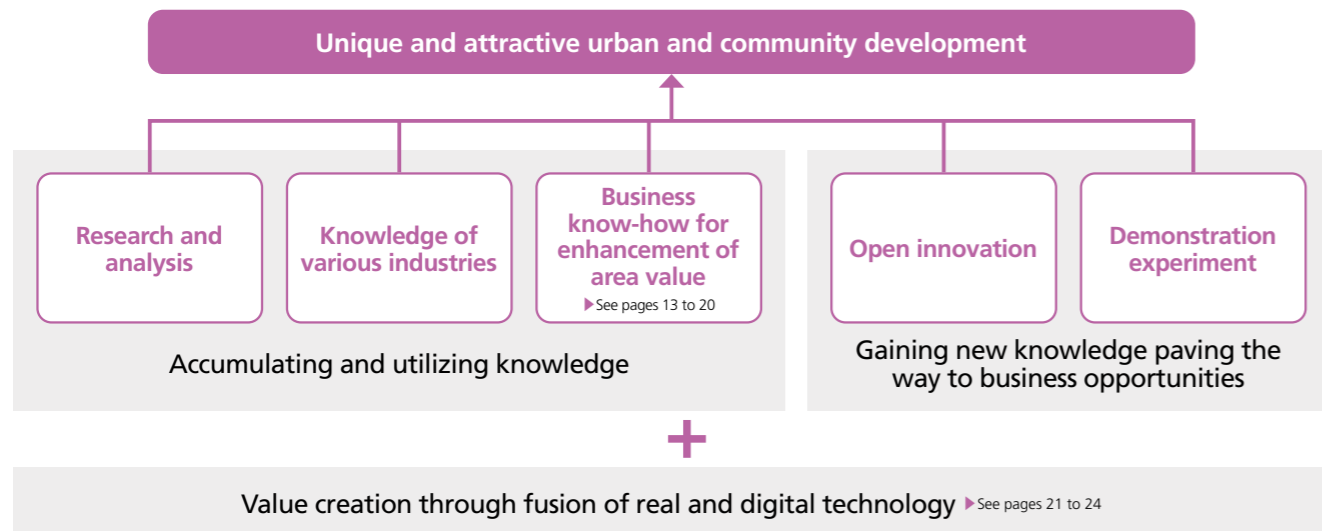 Unique and attractive urban and community development
Research and
analysis
Knowledge of
various industries
Business
know-how for
enhancement of
area value
▶See pages 13 to 20
Accumulating and utilizing knowledge
Open innovation
Demonstration
experiment
Gaining new knowledge paving the
way to business opportunities
+
Value creation through fusion of real and digital technology ▶See pages 21 to 24